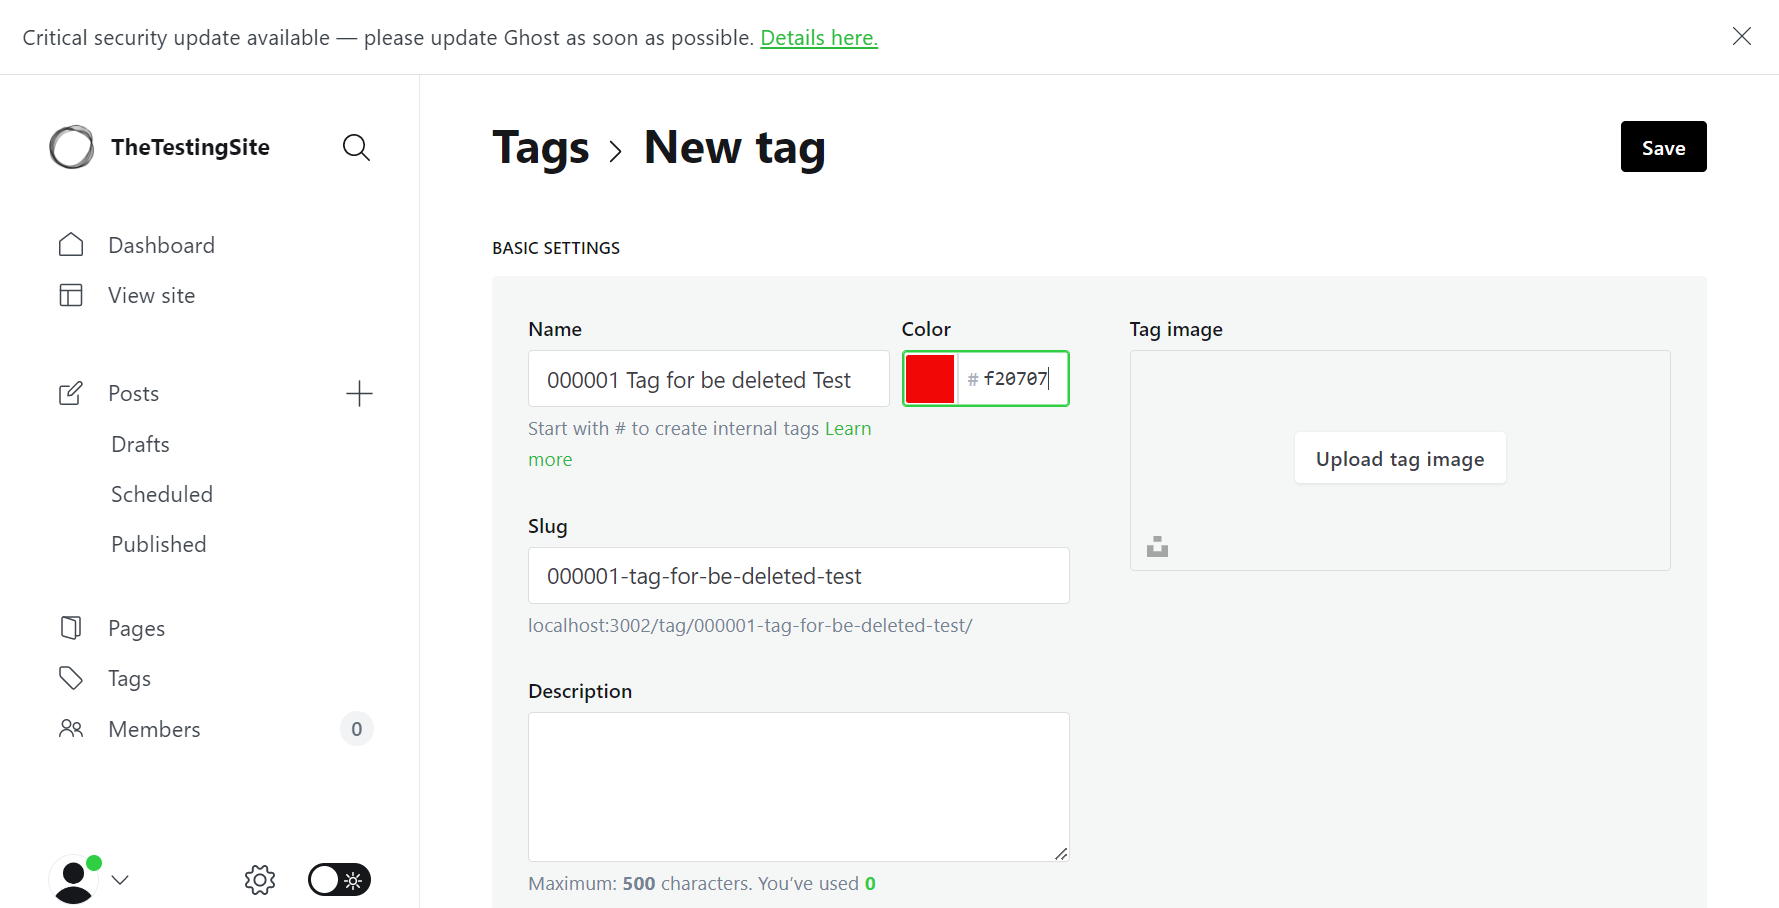 Critical security update available — please update Ghost as soon as possible. Details here.
TheTestingSite
Dashboard
View site
Posts
Drafts
Scheduled
Published
Pages
Tags
Members
0
Tags > New tag
Save
BASIC SETTINGS
Name
000001 Tag for be deleted Test
Start with # to create internal tags Learn
more
Color
# f20707
Slug
000001-tag-for-be-deleted-test
localhost:3002/tag/000001-tag-for-be-deleted-test/
Description
Maximum: 500 characters. You’ve used 0
Tag image
Upload tag image